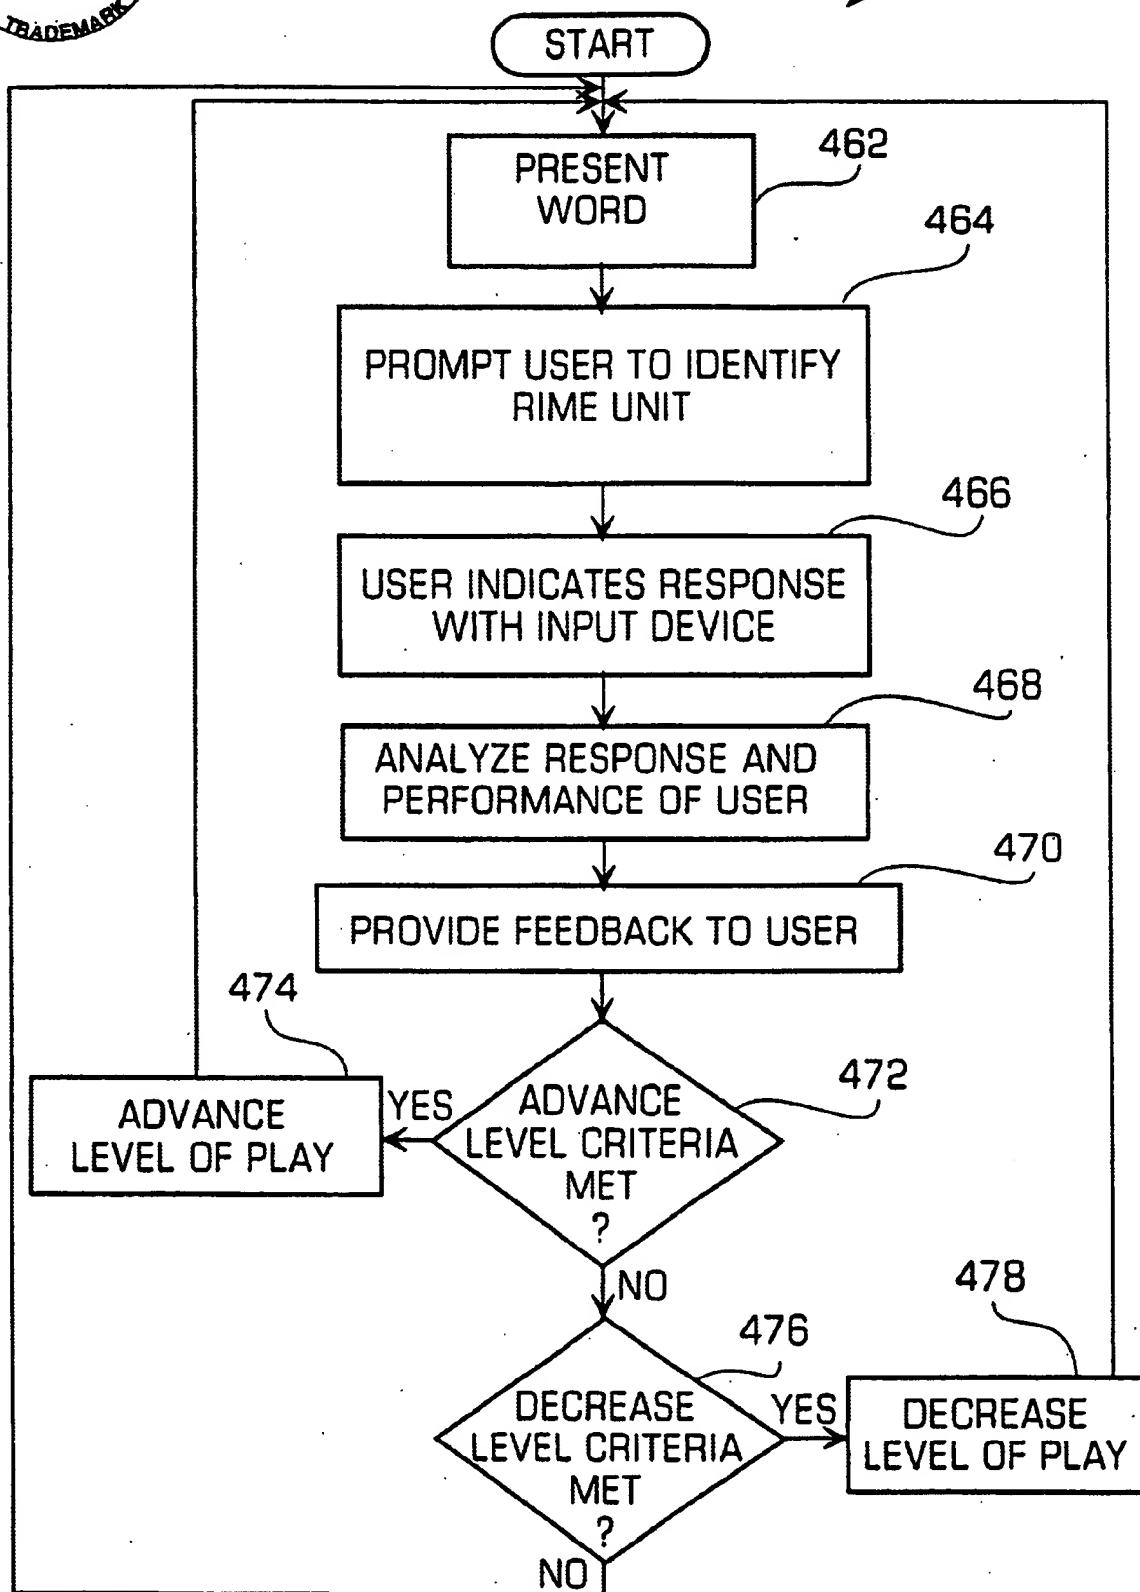 TRADEMARK
START
PRESENT
WORD
462
464
PROMPT USER TO IDENTIFY
RIME UNIT
466
USER INDICATES RESPONSE
WITH INPUT DEVICE
468
ANALYZE RESPONSE AND
PERFORMANCE OF USER
470
PROVIDE FEEDBACK TO USER
474
472
ADVANCE
LEVEL OF PLAY
YES
ADVANCE
LEVEL CRITERIA
MET
?
NO
478
476
DECREASE
LEVEL CRITERIA
MET
?
YES
DECREASE
LEVEL OF PLAY
NO